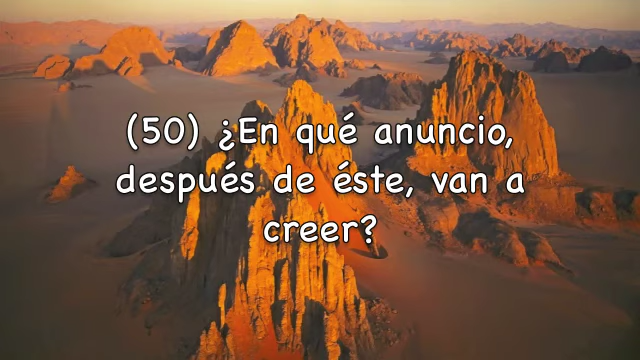 (50) ¿En qué anuncio,
después de éste, van a
creer?